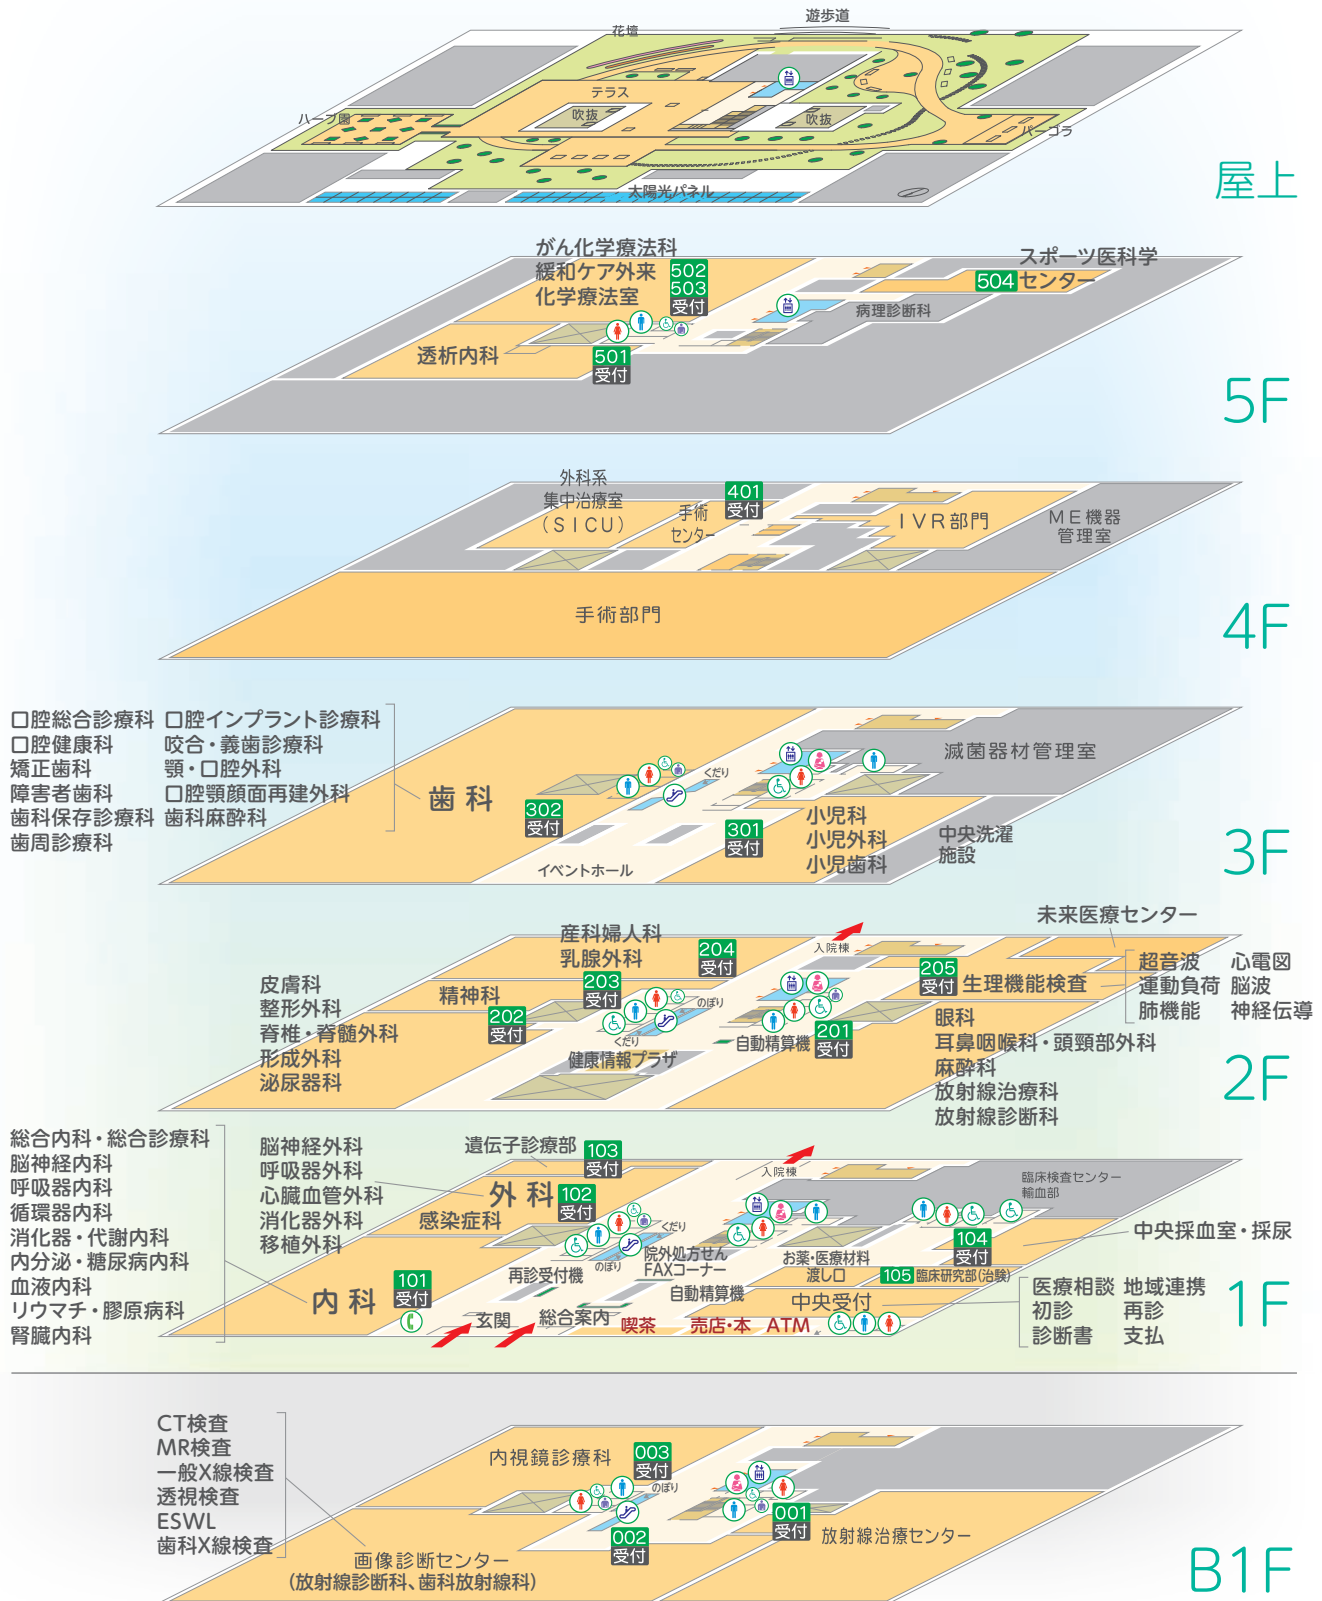 遊歩道
花壇
テラス
吹抜
吹抜
ハーブ園
パーゴラ
太陽光パネル
屋上
がん化学療法科
緩和ケア外来
化学療法室
502
503
受付
スポーツ医科学
センター
504
病理診断科
透析内科
501
受付
5F
外科系
集中治療室
（SICU）
手術
センター
401
受付
IVR部門
ME機器
管理室
手術部門
4F
口腔総合診療科
口腔健康科
矯正歯科
障害者歯科
歯科保存診療科
歯周診療科
口腔インプラント診療科
咬合・義歯診療科
顎・口腔外科
口腔顎顔面再建外科
歯科麻酔科
歯科
302
受付
くだり
イベントホール
301
受付
小児科
小児外科
小児歯科
滅菌器材管理室
中央洗濯
施設
3F
産科婦人科
乳腺外科
204
受付
203
受付
精神科
202
受付
皮膚科
整形外科
脊椎・脊髄外科
形成外科
泌尿器科
のぼり
くだり
健康情報プラザ
入院棟
自動精算機
201
受付
205
受付
生理機能検査
未来医療センター
超音波 心電図
運動負荷 脳波
肺機能 神経伝導
眼科
耳鼻咽喉科・頭頸部外科
麻酔科
放射線治療科
放射線診断科
2F
総合内科・総合診療科
脳神経内科
呼吸器内科
循環器内科
消化器・代謝内科
内分泌・糖尿病内科
血液内科
リウマチ・膠原病科
腎臓内科
脳神経外科
呼吸器外科
心臓血管外科
消化器外科
移植外科
遺伝子診療部
103
受付
外科
102
受付
感染症科
内科
101
受付
再診受付機
くだり
のぼり
院外処方せん
FAXコーナー
自動精算機
玄関
総合案内
喫茶
売店・本
ATM
入院棟
臨床検査センター
輸血部
104
受付
中央採血室・採尿
お薬・医療材料
渡し口
105
臨床研究部(治験)
中央受付
医療相談 地域連携
初診 再診
診断書 支払
1F
CT検査
MR検査
一般X線検査
透視検査
ESWL
歯科X線検査
内視鏡診療科
003
受付
のぼり
002
受付
001
受付
放射線治療センター
画像診断センター
(放射線診断科、歯科放射線科)
B1F